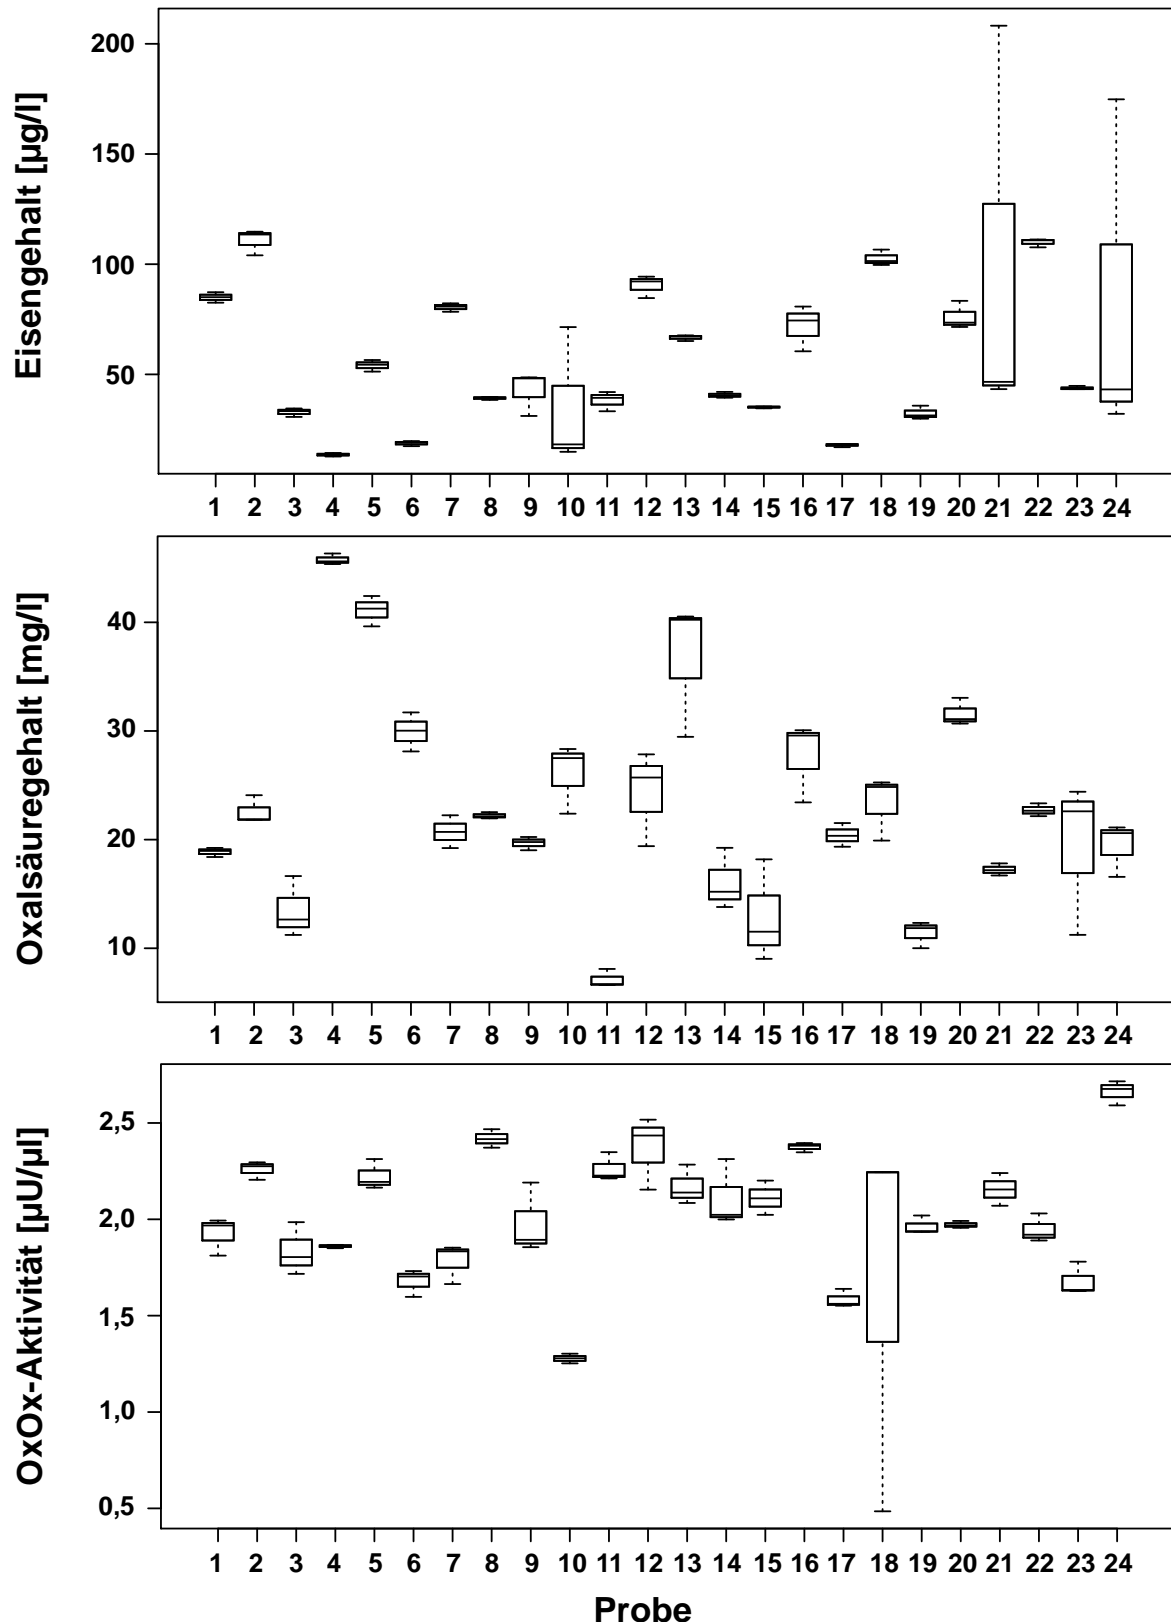 Eisengehalt [µg/l]
200
150
100
50
1 2 3 4 5 6 7 8 9 10 11 12 13 14 15 16 17 18 19 20 21 22 23 24
Oxalsäuregehalt [mg/l]
40
30
20
10
1 2 3 4 5 6 7 8 9 10 11 12 13 14 15 16 17 18 19 20 21 22 23 24
OxOx-Aktivität [µU/µl]
2,5
2,0
1,5
1,0
0,5
1 2 3 4 5 6 7 8 9 10 11 12 13 14 15 16 17 18 19 20 21 22 23 24
Probe